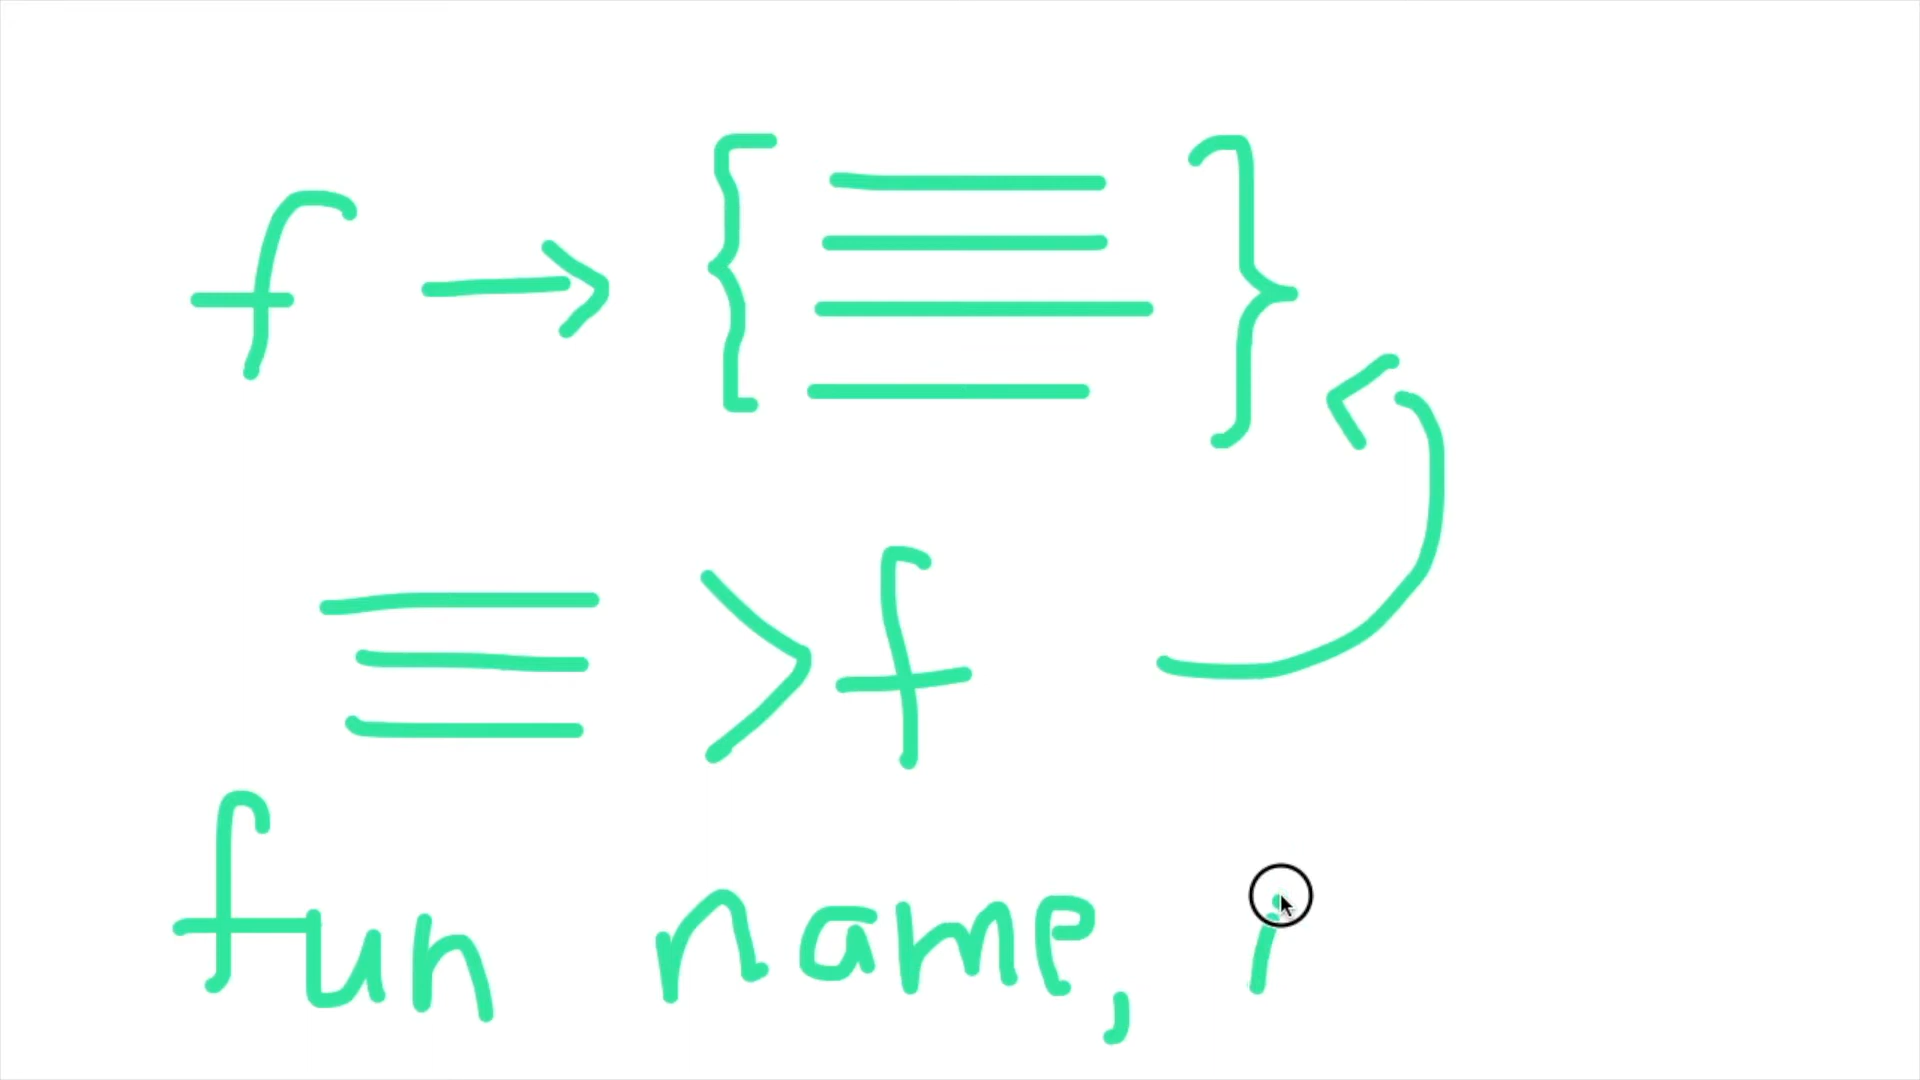 f → { }
> f
fun name, i